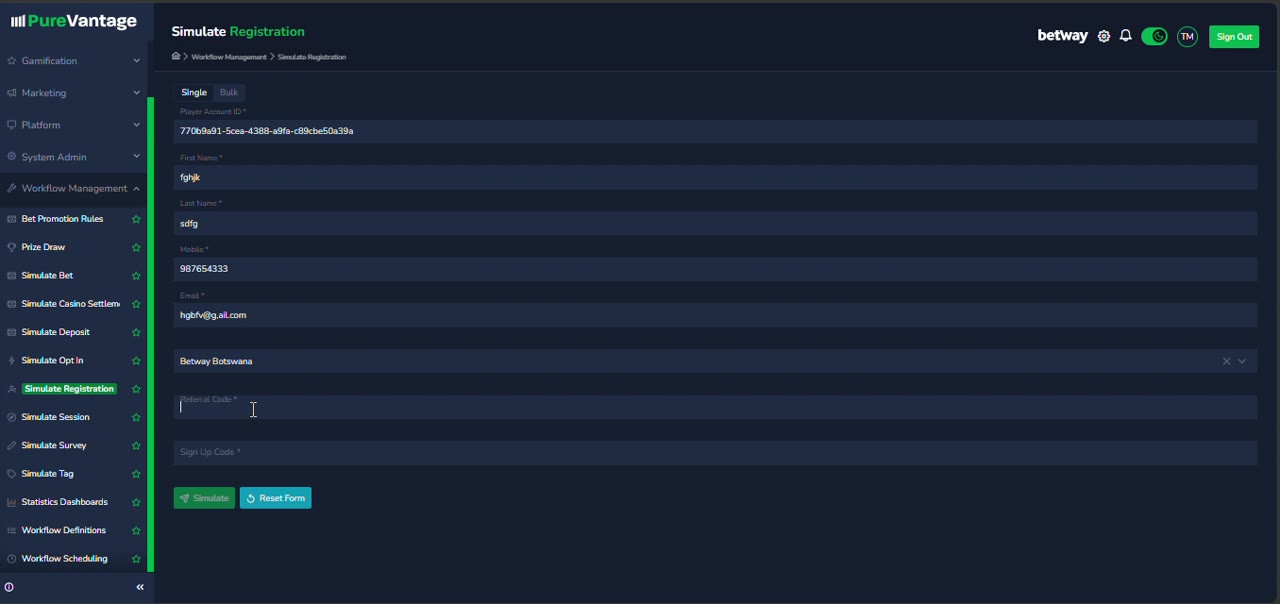 PureVantage
Gamification
Marketing
Platform
System Admin
Workflow Management
Bet Promotion Rules
Prize Draw
Simulate Bet
Simulate Casino Settlem
Simulate Deposit
Simulate Opt In
Simulate Registration
Simulate Session
Simulate Survey
Simulate Tag
Statistics Dashboards
Workflow Definitions
Workflow Scheduling
Simulate Registration
Workflow Management > Simulate Registration
betway TM Sign Out
Single Bulk
Player Account ID *
770b9a91-5cea-4388-a9fa-c89cbe50a39a
First Name *
fghjk
Last Name *
sdfg
Mobile *
987654333
Email *
hgbfv@g,ail.com
Betway Botswana
Referral Code *
Sign Up Code *
Simulate Reset Form